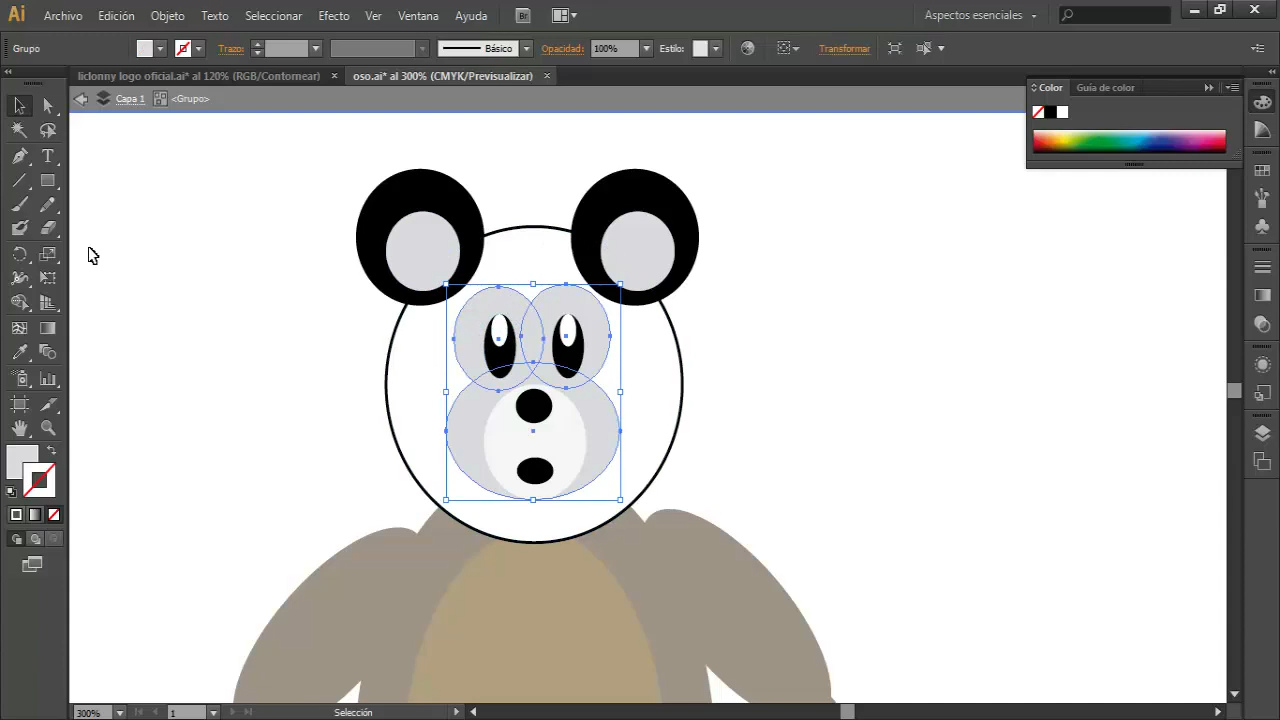 Ai Archivo Edición Objeto Texto Seleccionar Efecto Ver Ventana Ayuda Br Aspectos esenciales
Grupo Trazo: Básico Opacidad: 100% Estilo: Transformar
liclonny logo oficial.ai* al 120% (RGB/Contornear) × oso.ai* al 300% (CMYK/Previsualizar) ×
Capa 1 <Grupo>
Color Guía de color
300% 1 Selección